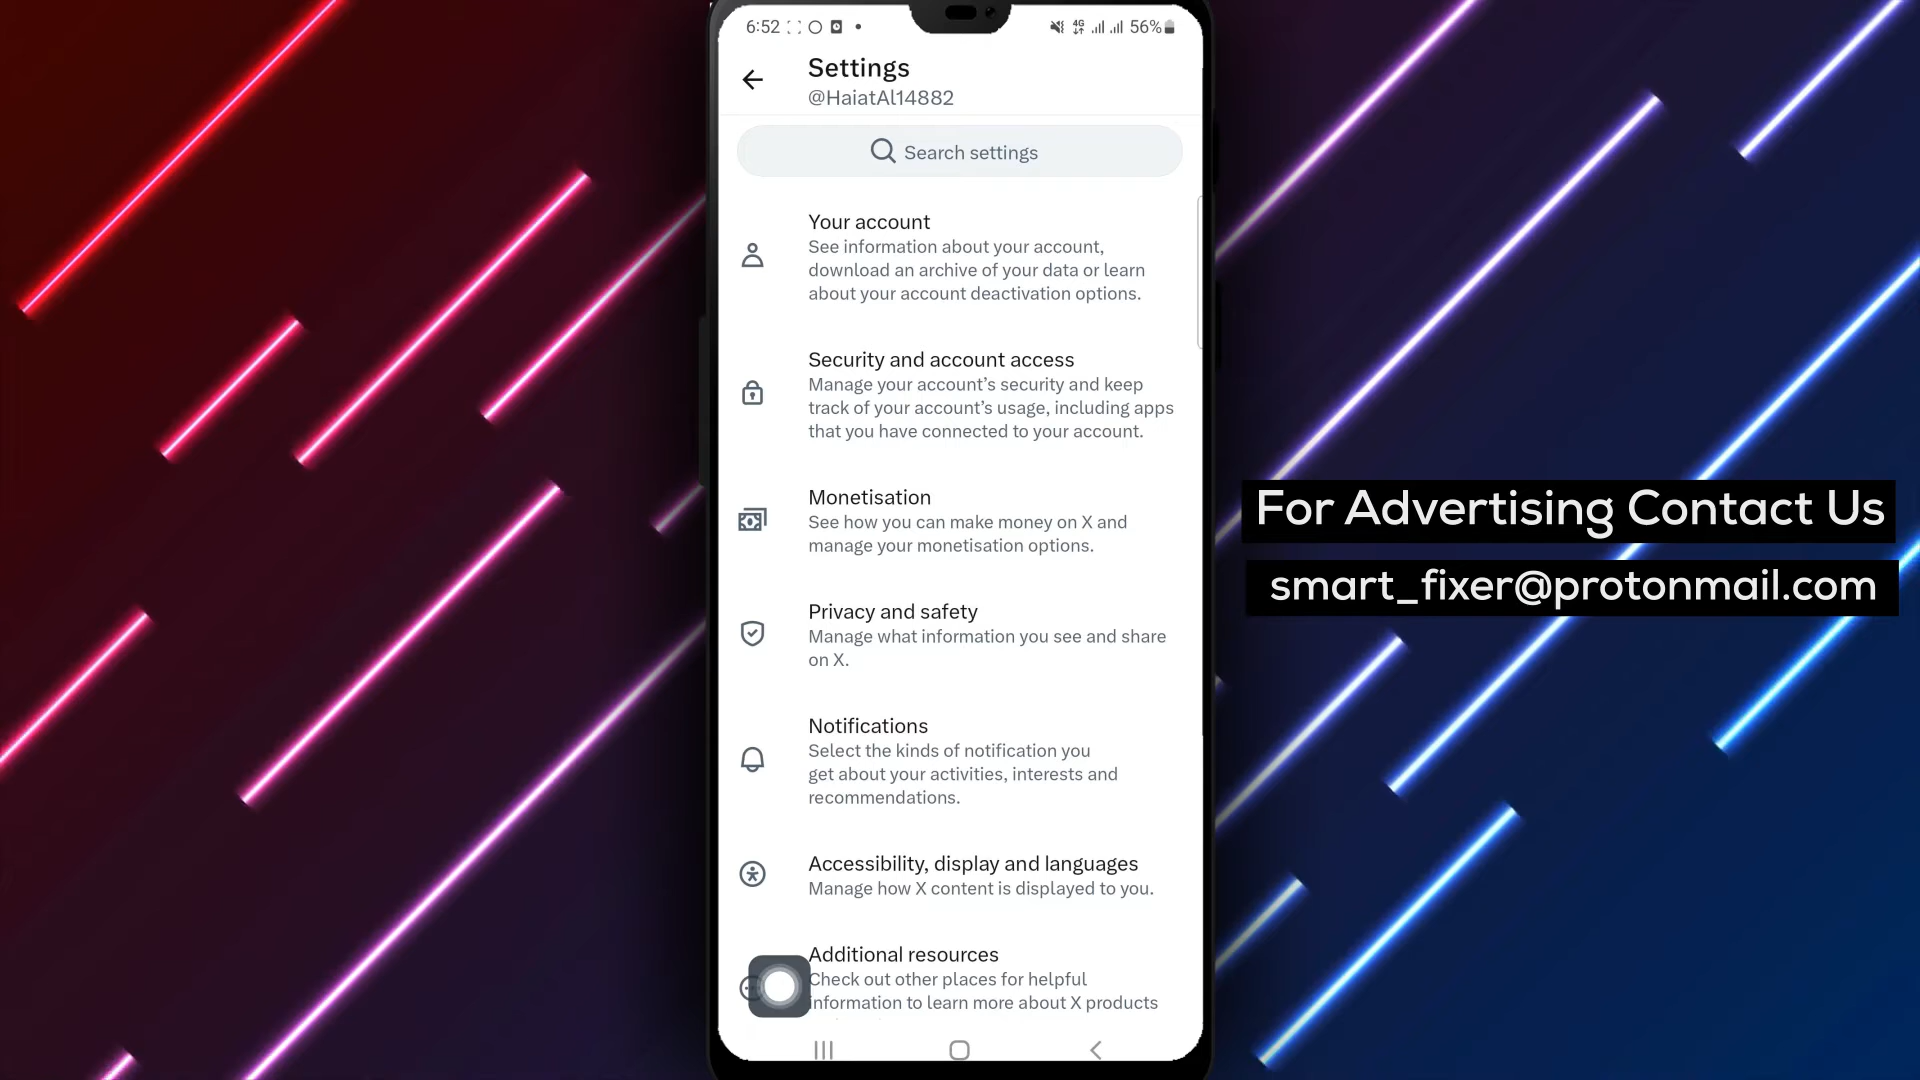 6:52
4G
56%
Settings
@HaiatAl14882
Search settings
Your account
See information about your account,
download an archive of your data or learn
about your account deactivation options.
Security and account access
Manage your account’s security and keep
track of your account’s usage, including apps
that you have connected to your account.
Monetisation
See how you can make money on X and
manage your monetisation options.
Privacy and safety
Manage what information you see and share
on X.
Notifications
Select the kinds of notification you
get about your activities, interests and
recommendations.
Accessibility, display and languages
Manage how X content is displayed to you.
Additional resources
Check out other places for helpful
information to learn more about X products
For Advertising Contact Us
smart_fixer@protonmail.com